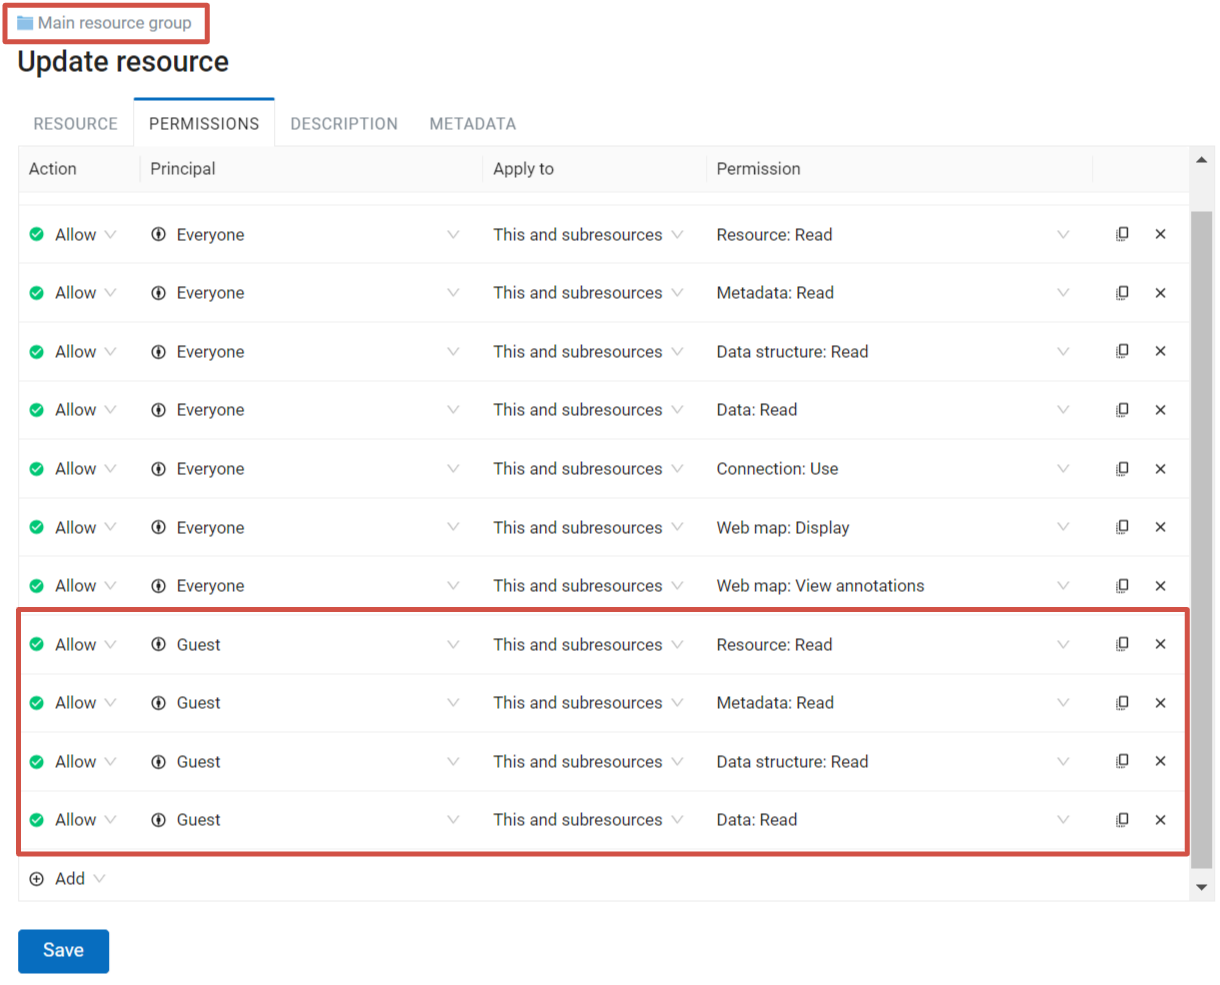 Main resource group
Update resource
RESOURCE PERMISSIONS DESCRIPTION METADATA
Action Principal Apply to Permission
Allow Everyone This and subresources Resource: Read
Allow Everyone This and subresources Metadata: Read
Allow Everyone This and subresources Data structure: Read
Allow Everyone This and subresources Data: Read
Allow Everyone This and subresources Connection: Use
Allow Everyone This and subresources Web map: Display
Allow Everyone This and subresources Web map: View annotations
Allow Guest This and subresources Resource: Read
Allow Guest This and subresources Metadata: Read
Allow Guest This and subresources Data structure: Read
Allow Guest This and subresources Data: Read
Add
Save